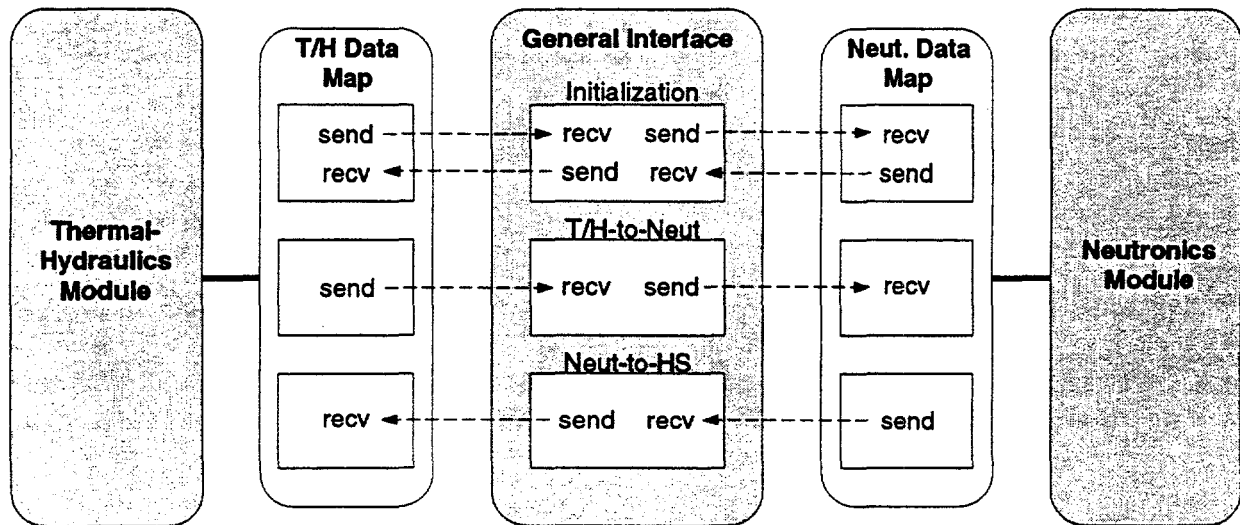 T/H Data
Map
General Interface
Neut. Data
Map
Initialization
send
recv send
recv
recv
send recv
send
Thermal-
Hydraulics
Module
T/H-to-Neut
send
recv send
recv
Neutronics
Module
Neut-to-HS
recv
send recv
send